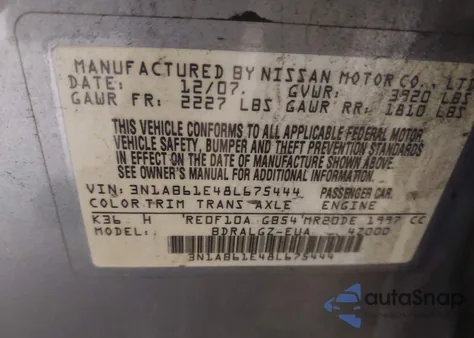 MANUFACTURED BY NISSAN MOTOR CO., LTD
DATE: 12/07. GVWR: 3920 LBS
GAWR FR: 2227 LBS GAWR RR: 1810 LBS
THIS VEHICLE CONFORMS TO ALL APPLICABLE FEDERAL MOTOR
VEHICLE SAFETY, BUMPER AND THEFT PREVENTION STANDARDS
IN EFFECT ON THE DATE OF MANUFACTURE SHOWN ABOVE.
SEE OWNER'S MANUAL FOR ADDITIONAL INFORMATION.
VIN: 3N1AB61E48L675444 PASSENGER CAR
COLOR TRIM TRANS AXLE ENGINE
K36 H RE0F10A GB54 MR20DE 1997 CC
MODEL: BDRALGZ-EUA 42000
3N1AB61E48L675444
autoSnap